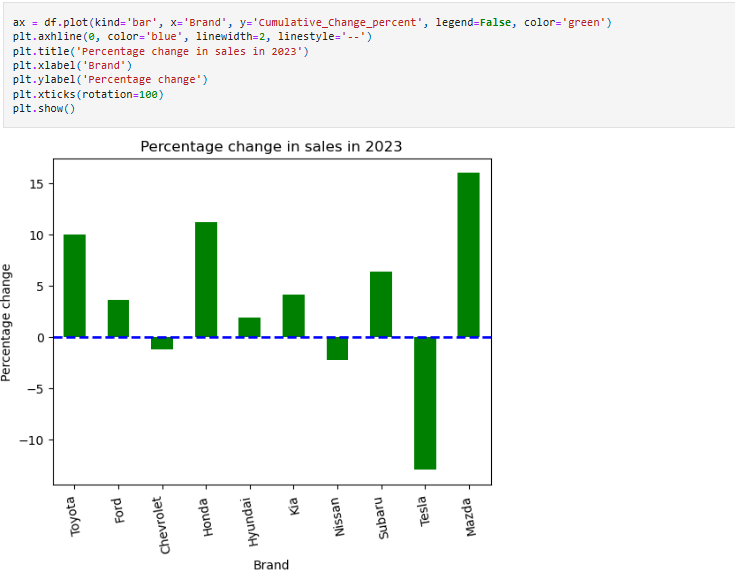 ax = df.plot(kind='bar', x='Brand', y='Cumulative_Change_percent', legend=False, color='green')
plt.axhline(0, color='blue', linewidth=2, linestyle='--')
plt.title('Percentage change in sales in 2023')
plt.xlabel('Brand')
plt.ylabel('Percentage change')
plt.xticks(rotation=100)
plt.show()
Percentage change in sales in 2023
Percentage change
15
10
5
0
−5
−10
Toyota
Ford
Chevrolet
Honda
Hyundai
Kia
Nissan
Subaru
Tesla
Mazda
Brand